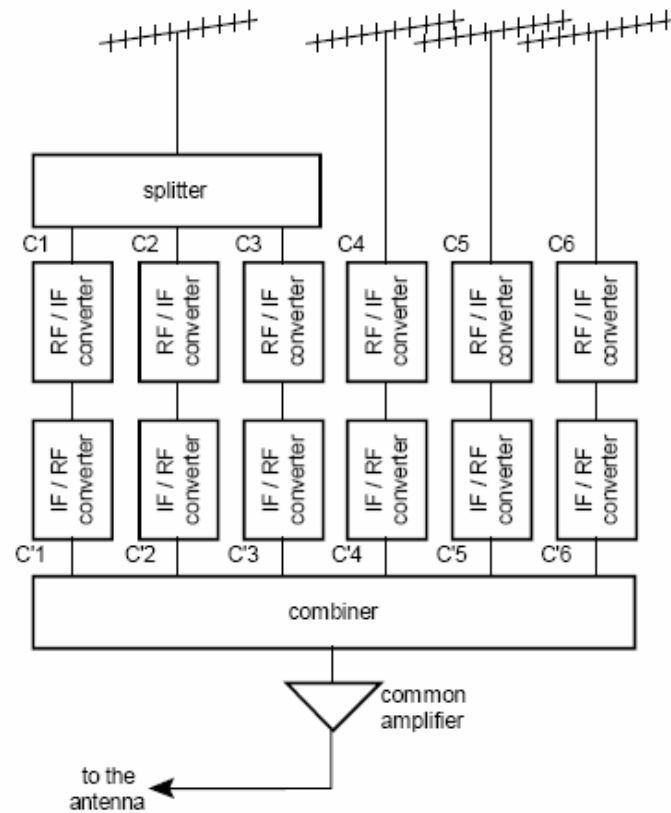 splitter
C1 C2 C3 C4 C5 C6
RF / IF
converter
RF / IF
converter
RF / IF
converter
RF / IF
converter
RF / IF
converter
RF / IF
converter
IF / RF
converter
IF / RF
converter
IF / RF
converter
IF / RF
converter
IF / RF
converter
IF / RF
converter
C'1 C'2 C'3 C'4 C'5 C'6
combiner
common
amplifier
to the
antenna